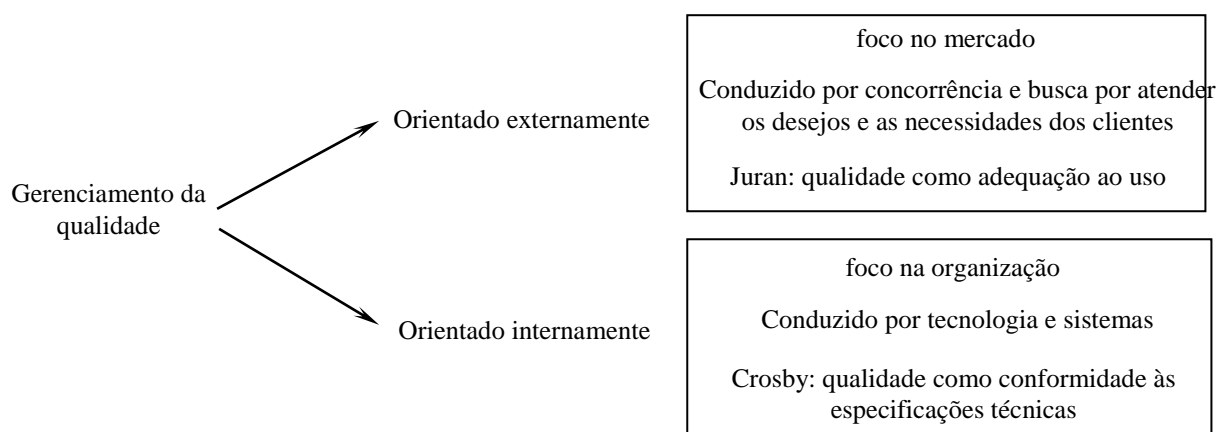 Gerenciamento da
qualidade
Orientado externamente
foco no mercado
Conduzido por concorrência e busca por atender
os desejos e as necessidades dos clientes
Juran: qualidade como adequação ao uso
Orientado internamente
foco na organização
Conduzido por tecnologia e sistemas
Crosby: qualidade como conformidade às
especificações técnicas